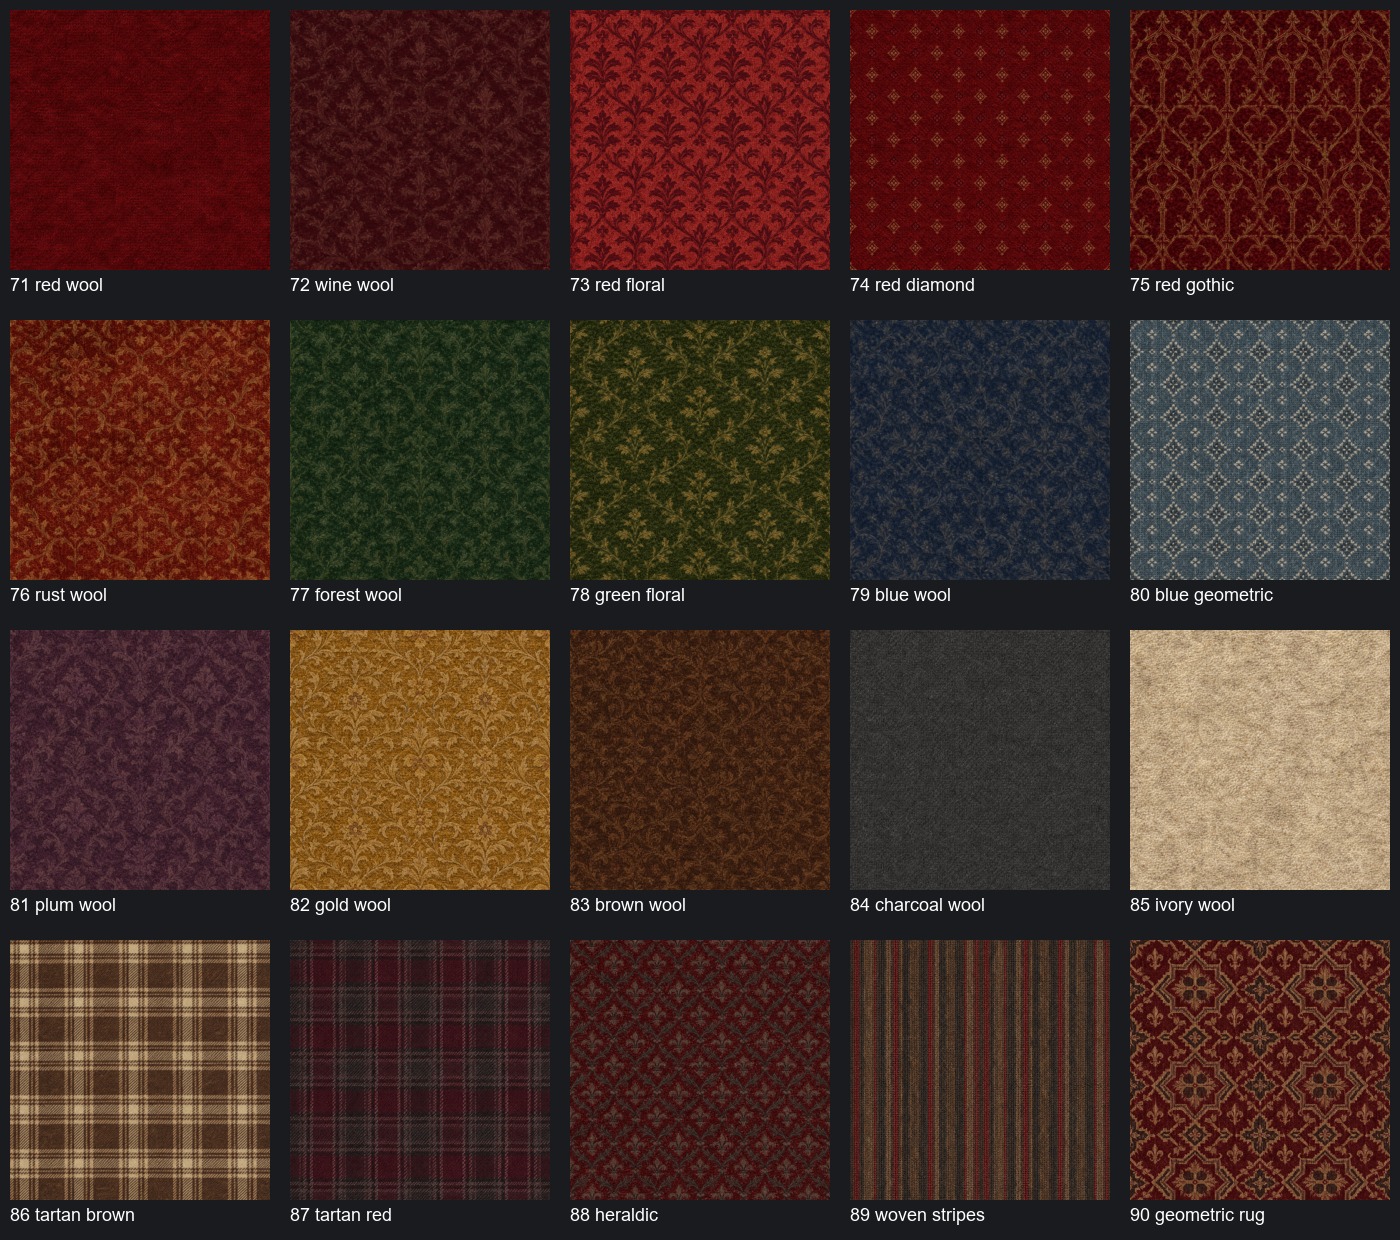 71 red wool
72 wine wool
73 red floral
74 red diamond
75 red gothic
76 rust wool
77 forest wool
78 green floral
79 blue wool
80 blue geometric
81 plum wool
82 gold wool
83 brown wool
84 charcoal wool
85 ivory wool
86 tartan brown
87 tartan red
88 heraldic
89 woven stripes
90 geometric rug